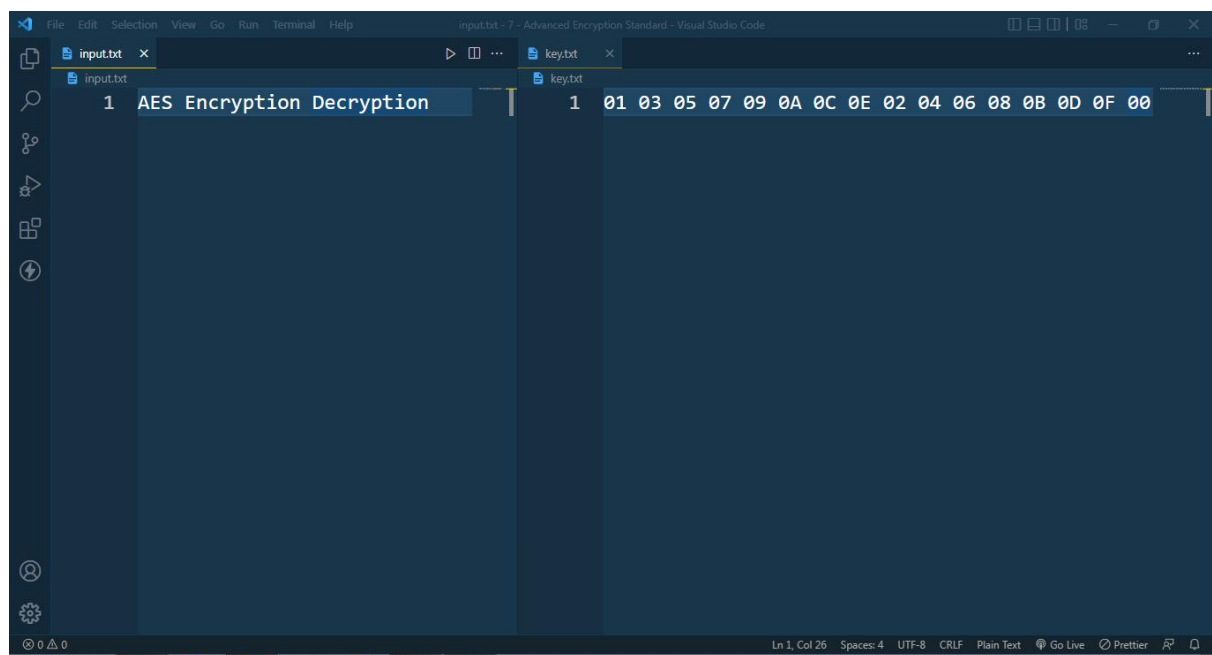 File Edit Selection View Go Run Terminal Help input.txt - 7 - Advanced Encryption Standard - Visual Studio Code
input.txt
key.txt
input.txt
key.txt
1 AES Encryption Decryption
1 01 03 05 07 09 0A 0C 0E 02 04 06 08 0B 0D 0F 00
0 0 Ln 1, Col 26 Spaces: 4 UTF-8 CRLF Plain Text Go Live Prettier